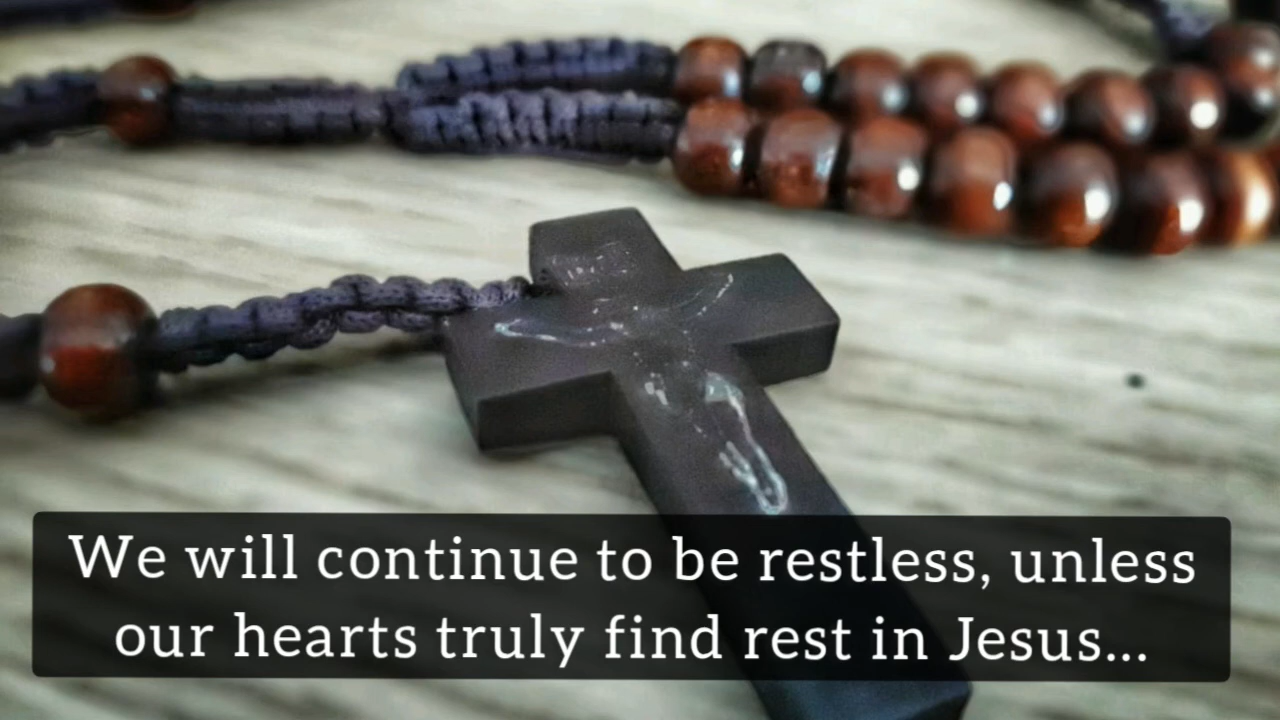 We will continue to be restless, unless
our hearts truly find rest in Jesus...